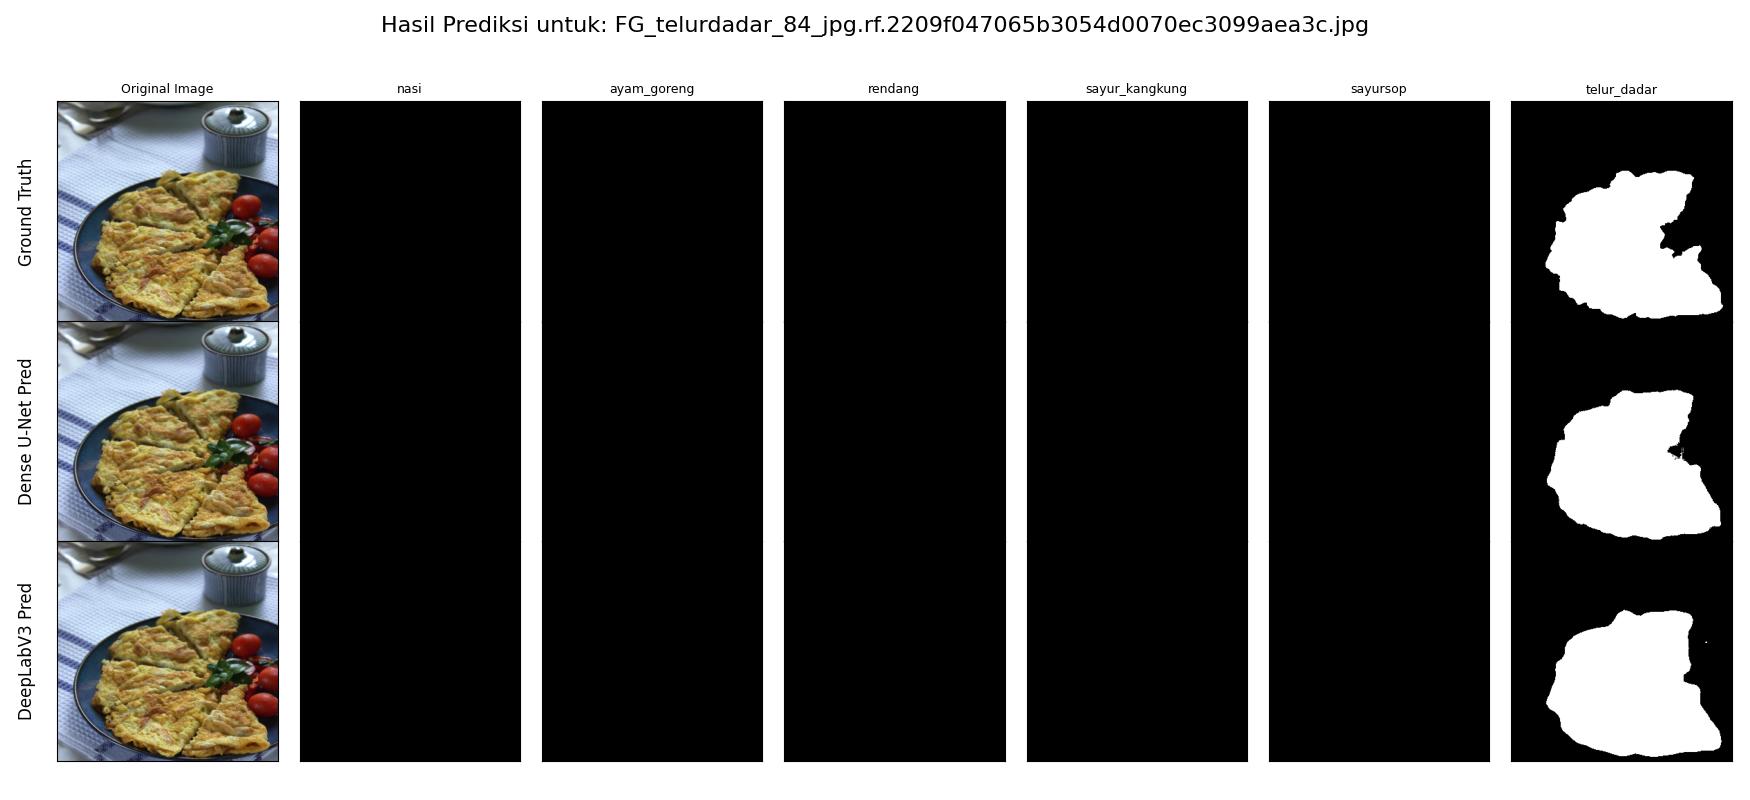 Hasil Prediksi untuk: FG_telurdadar_84_jpg.rf.2209f047065b3054d0070ec3099aea3c.jpg
Original Image
nasi
ayam_goreng
rendang
sayur_kangkung
sayursop
telur_dadar
Ground Truth
Dense U-Net Pred
DeepLabV3 Pred